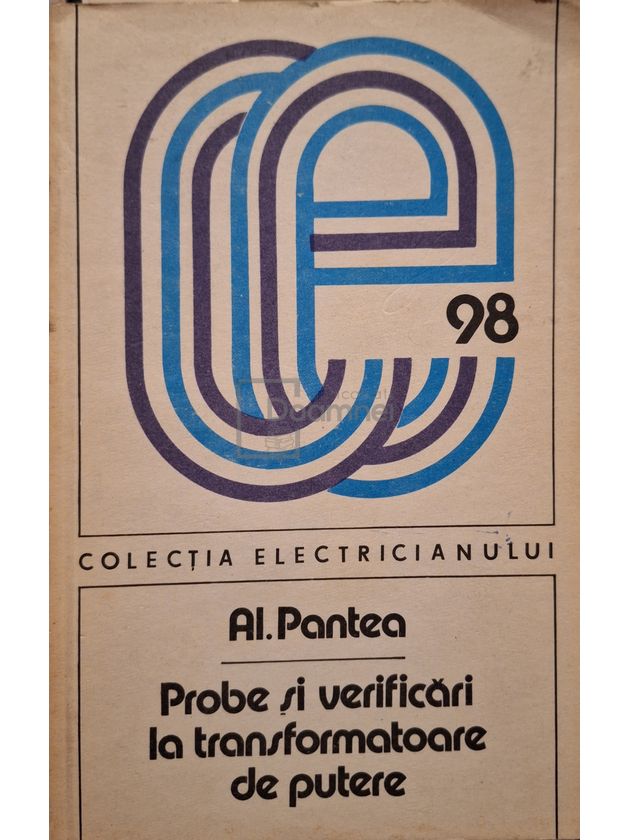 98
COLECȚIA ELECTRICIANULUI
Al. Pantea
Probe și verificări
la transformatoare
de putere